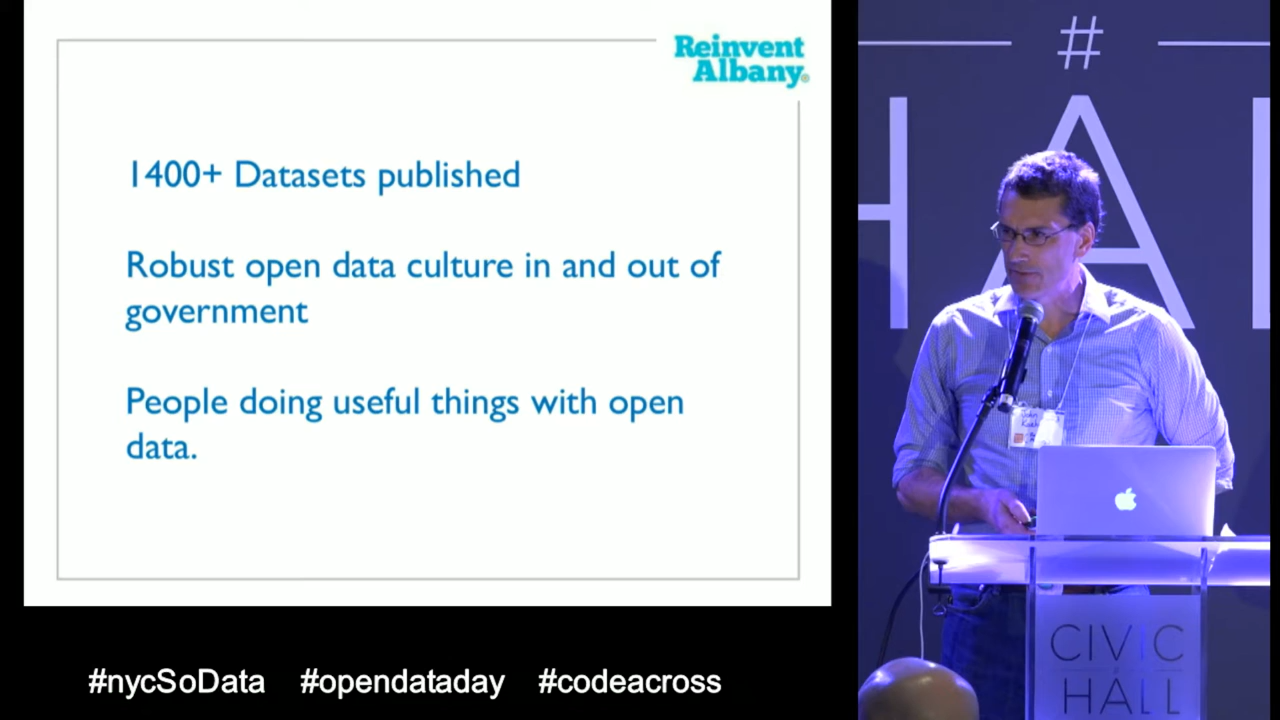 Reinvent
Albany
1400+ Datasets published
Robust open data culture in and out of
government
People doing useful things with open
data.
#nycSoData #opendataday #codeacross
#
HA
CIVIC
HALL